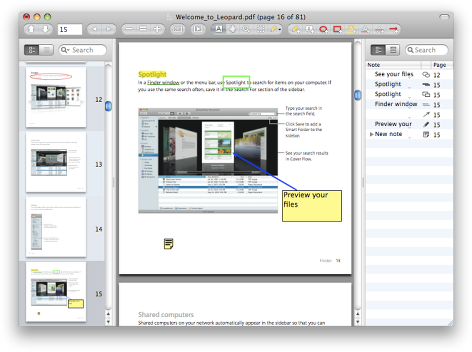 Welcome_to_Leopard.pdf (page 16 of 81)
15
Search
Search
12
13
14
15
Spotlight
In a Finder window or the menu bar, use Spotlight to search for items on your computer. If
you use the same search often, save it in the Search For section of the sidebar.
Type your search in
the search field.
Click Save to add a
Smart Folder to the
sidebar.
See your search results
in Cover Flow.
Preview your
files
Finder 15
Shared computers
Shared computers on your network automatically appear in the sidebar so that you can
Note Page
See your files 12
Spotlight 15
Spotlight 15
Finder window 15
15
Preview your 15
New note 15